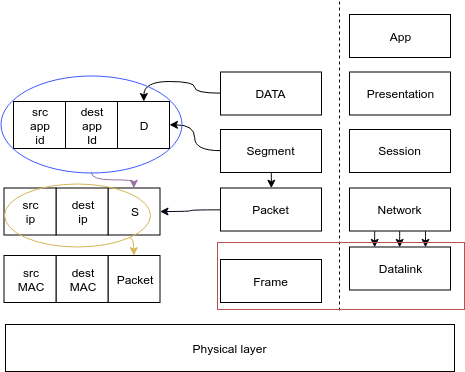 App
DATA
Presentation
src
app
id
dest
app
Id
D
Segment
Session
src
ip
dest
ip
S
Packet
Network
src
MAC
dest
MAC
Packet
Frame
Datalink
Physical layer